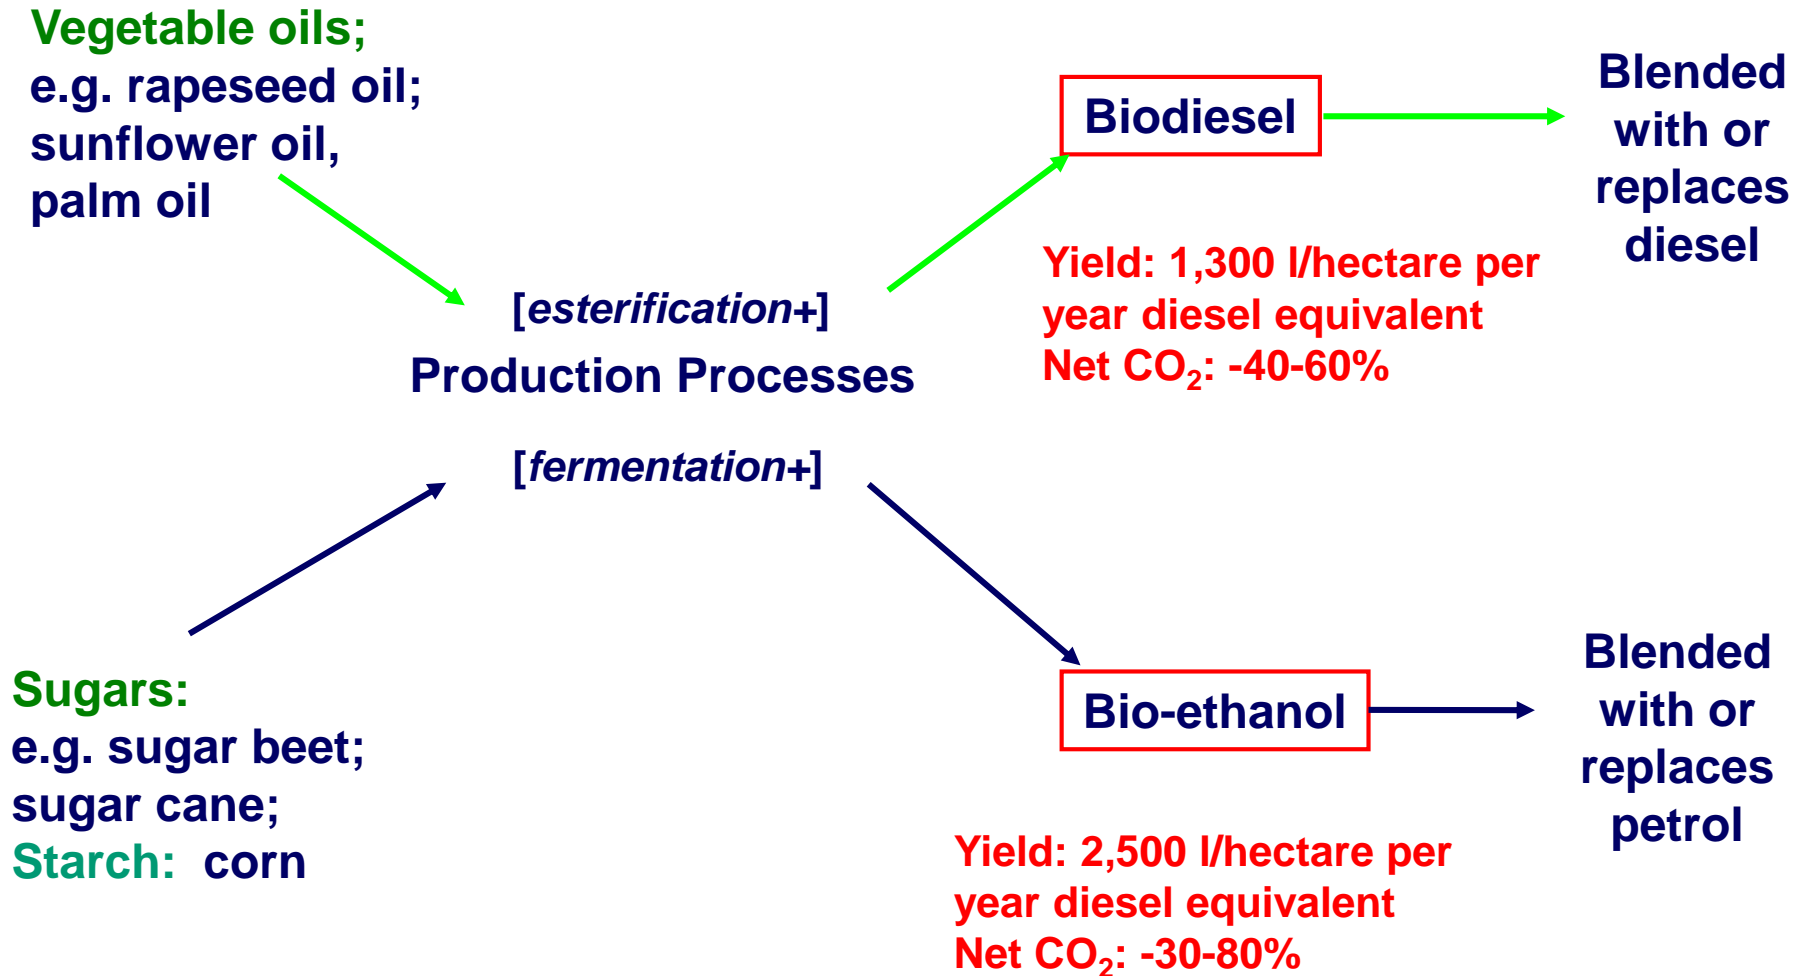 Vegetable oils;
e.g. rapeseed oil;
sunflower oil,
palm oil
[esterification+]
Production Processes
[fermentation+]
Sugars:
e.g. sugar beet;
sugar cane;
Starch: corn
Biodiesel
Yield: 1,300 l/hectare per
year diesel equivalent
Net CO₂: -40-60%
Blended
with or
replaces
diesel
Bio-ethanol
Yield: 2,500 l/hectare per
year diesel equivalent
Net CO₂: -30-80%
Blended
with or
replaces
petrol